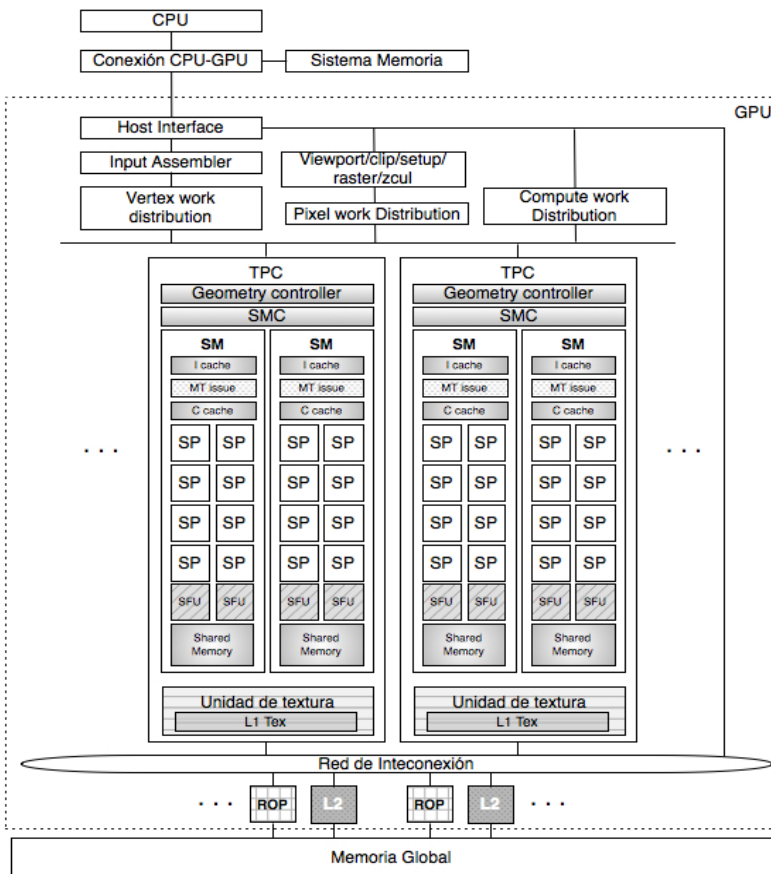 CPU
Conexión CPU-GPU
Sistema Memoria
GPU
Host Interface
Input Assembler
Viewport/clip/setup/
raster/zcul
Vertex work
distribution
Pixel work Distribution
Compute work
Distribution
TPC
Geometry controller
SMC
SM
I cache
MT issue
C cache
SP SP
SP SP
SP SP
SP SP
SFU SFU
Shared
Memory
SM
I cache
MT issue
C cache
SP SP
SP SP
SP SP
SP SP
SFU SFU
Shared
Memory
Unidad de textura
L1 Tex
TPC
Geometry controller
SMC
SM
I cache
MT issue
C cache
SP SP
SP SP
SP SP
SP SP
SFU SFU
Shared
Memory
SM
I cache
MT issue
C cache
SP SP
SP SP
SP SP
SP SP
SFU SFU
Shared
Memory
Unidad de textura
L1 Tex
. . .
. . .
Red de Inteconexión
. . . ROP L2 ROP L2 . . .
Memoria Global